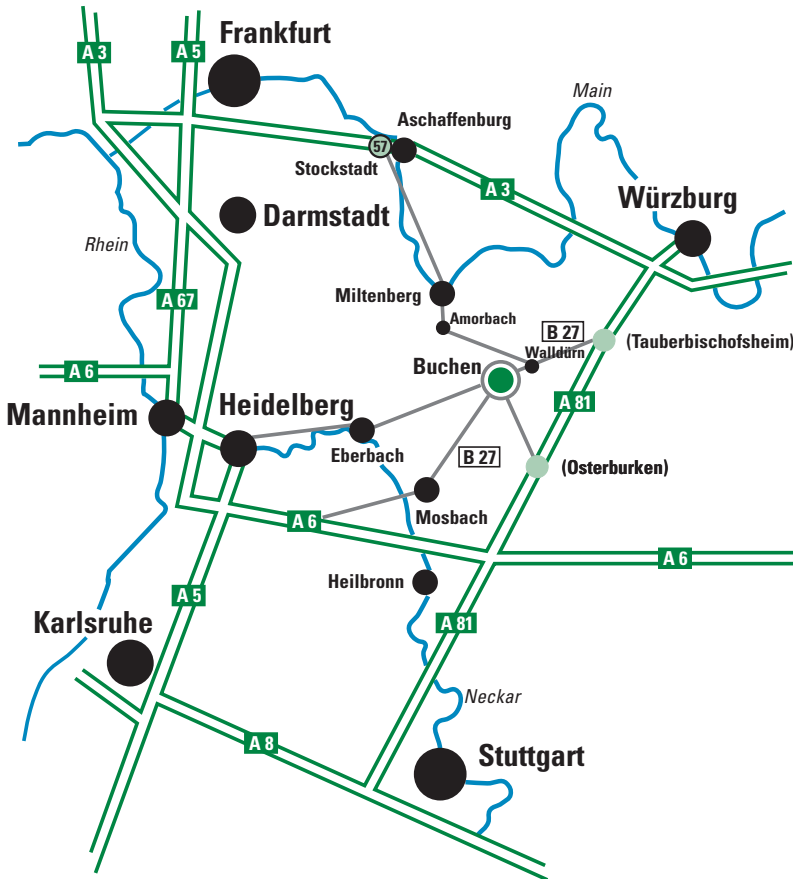 Frankfurt
A 3
A 5
Main
Aschaffenburg
57
Stockstadt
A 3
Würzburg
Darmstadt
Rhein
Miltenberg
A 67
Amorbach
B 27
(Tauberbischofsheim)
Walldürn
Buchen
A 6
A 81
Mannheim
Heidelberg
Eberbach
B 27
(Osterburken)
Mosbach
A 6
A 6
Heilbronn
A 5
Karlsruhe
A 81
Neckar
A 8
Stuttgart